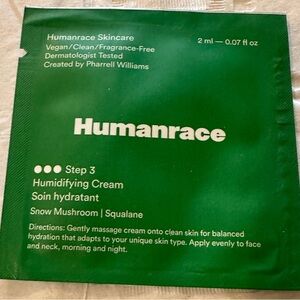 Humanrace Skincare
Vegan/Clean/Fragrance-Free
Dermatologist Tested
Created by Pharrell Williams
2 ml — 0.07 fl oz
Humanrace
Step 3
Humidifying Cream
Soin hydratant
Snow Mushroom | Squalane
Directions: Gently massage cream onto clean skin for balanced
hydration that adapts to your unique skin type. Apply evenly to face
and neck, morning and night.